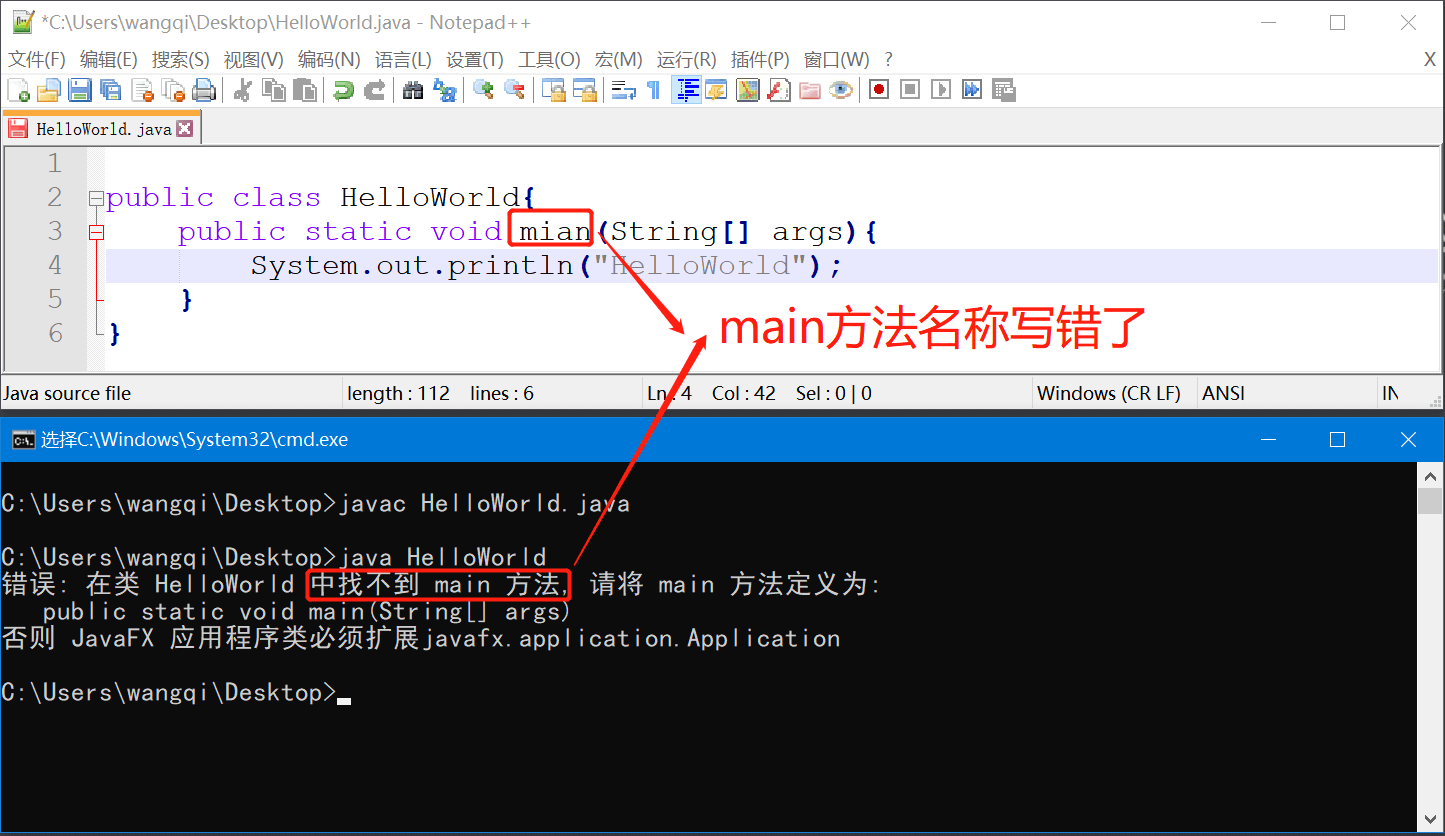 *C:\Users\wangqi\Desktop\HelloWorld.java - Notepad++
文件(F) 编辑(E) 搜索(S) 视图(V) 编码(N) 语言(L) 设置(T) 工具(O) 宏(M) 运行(R) 插件(P) 窗口(W) ? X
HelloWorld.java
1
2 public class HelloWorld{
3 public static void mian(String[] args){
4 System.out.println("HelloWorld");
5 }
6 }
main方法名称写错了
Java source file length : 112 lines : 6 Ln : 4 Col : 42 Sel : 0 | 0 Windows (CR LF) ANSI IN
选择C:\Windows\System32\cmd.exe
C:\Users\wangqi\Desktop>javac HelloWorld.java
C:\Users\wangqi\Desktop>java HelloWorld
错误: 在类 HelloWorld 中找不到 main 方法, 请将 main 方法定义为:
public static void main(String[] args)
否则 JavaFX 应用程序类必须扩展javafx.application.Application
C:\Users\wangqi\Desktop>